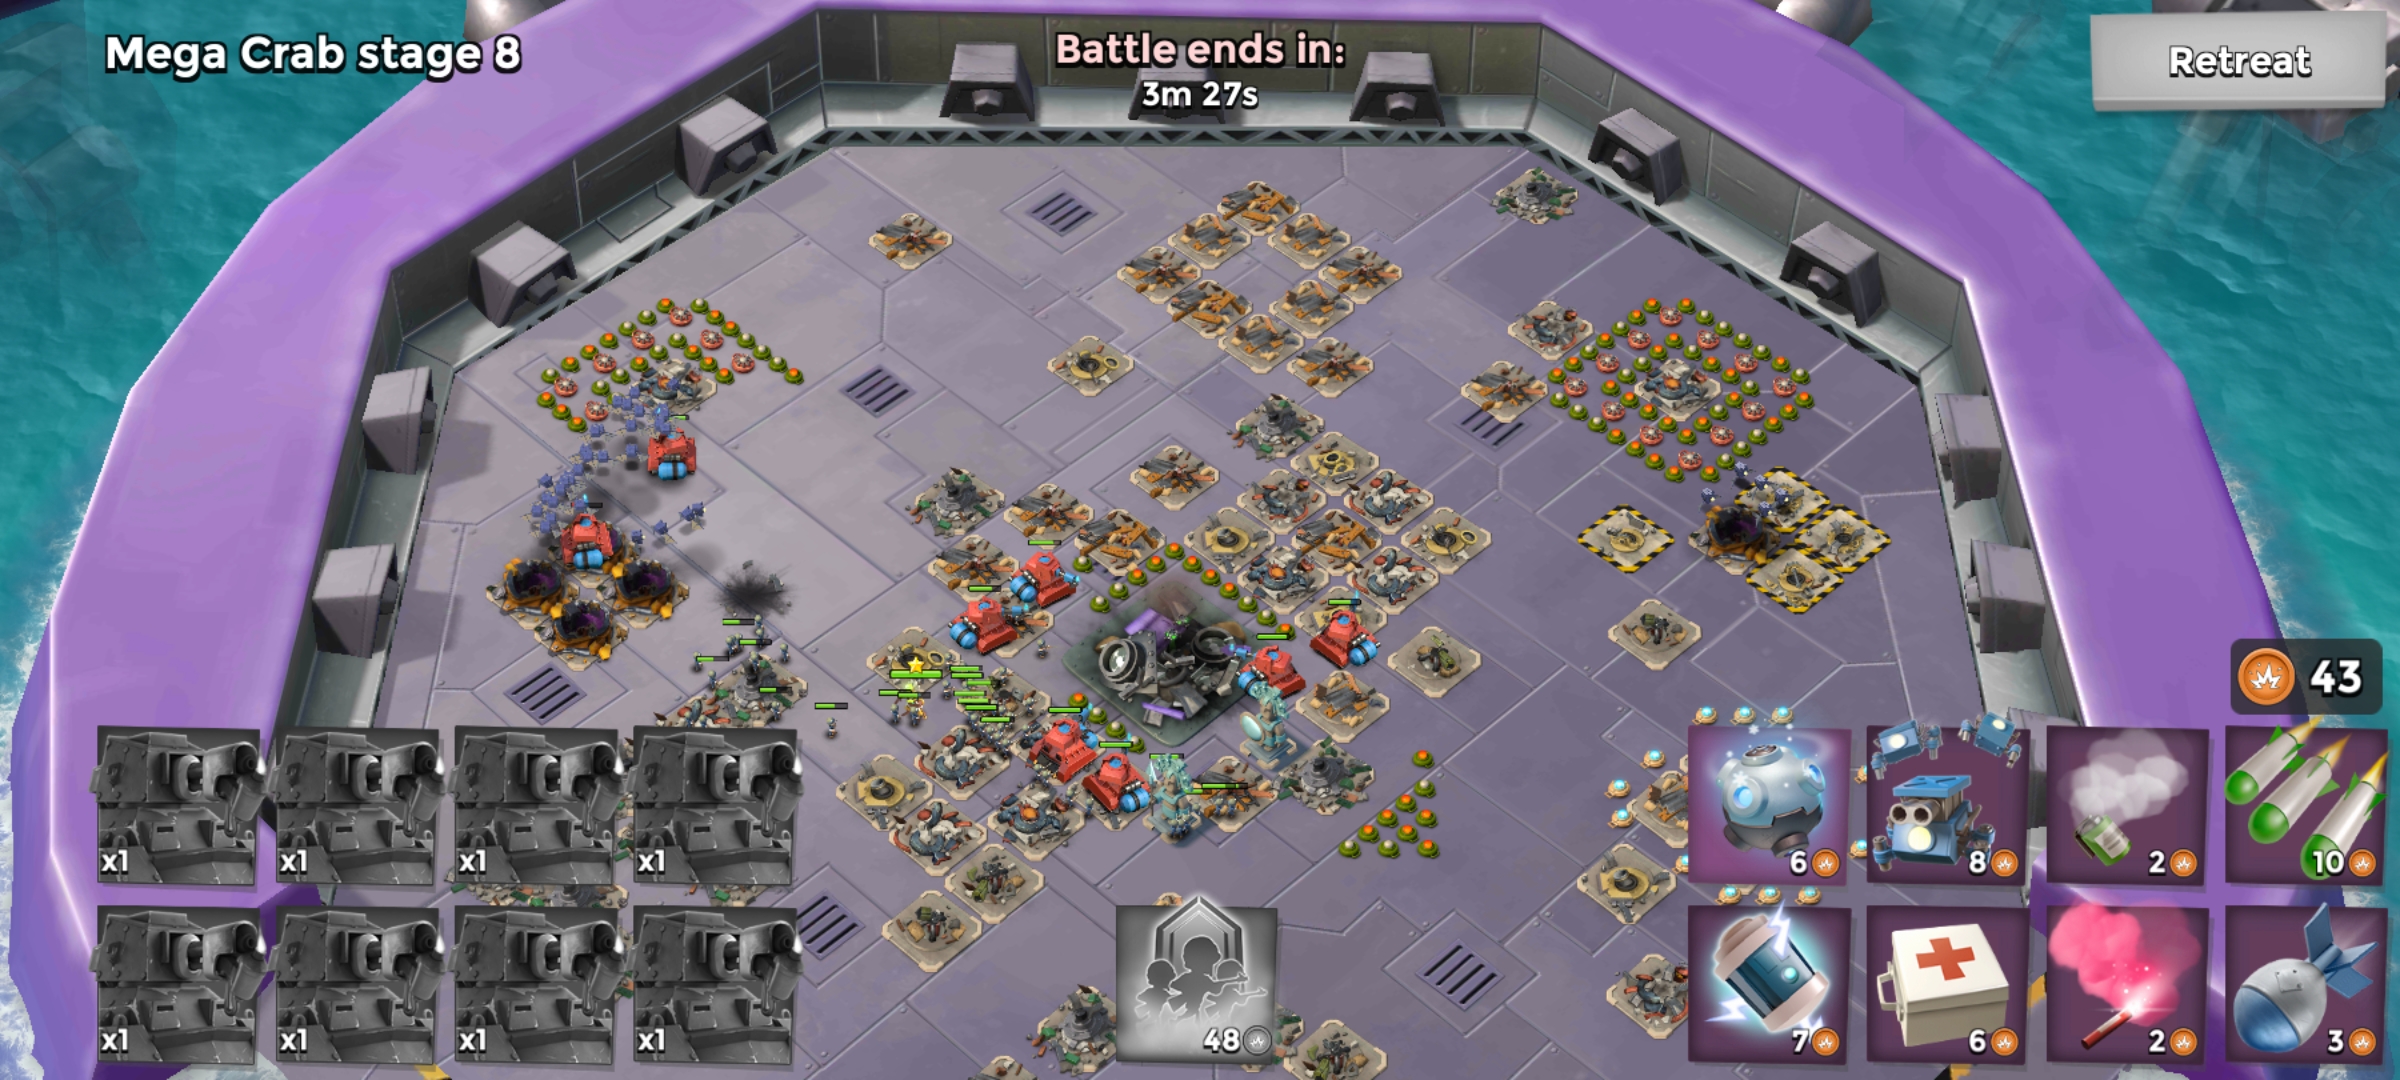 Mega Crab stage 8
Battle ends in:
3m 27s
Retreat
43
x1
x1
x1
x1
6
8
2
10
x1
x1
x1
x1
48
7
6
2
3